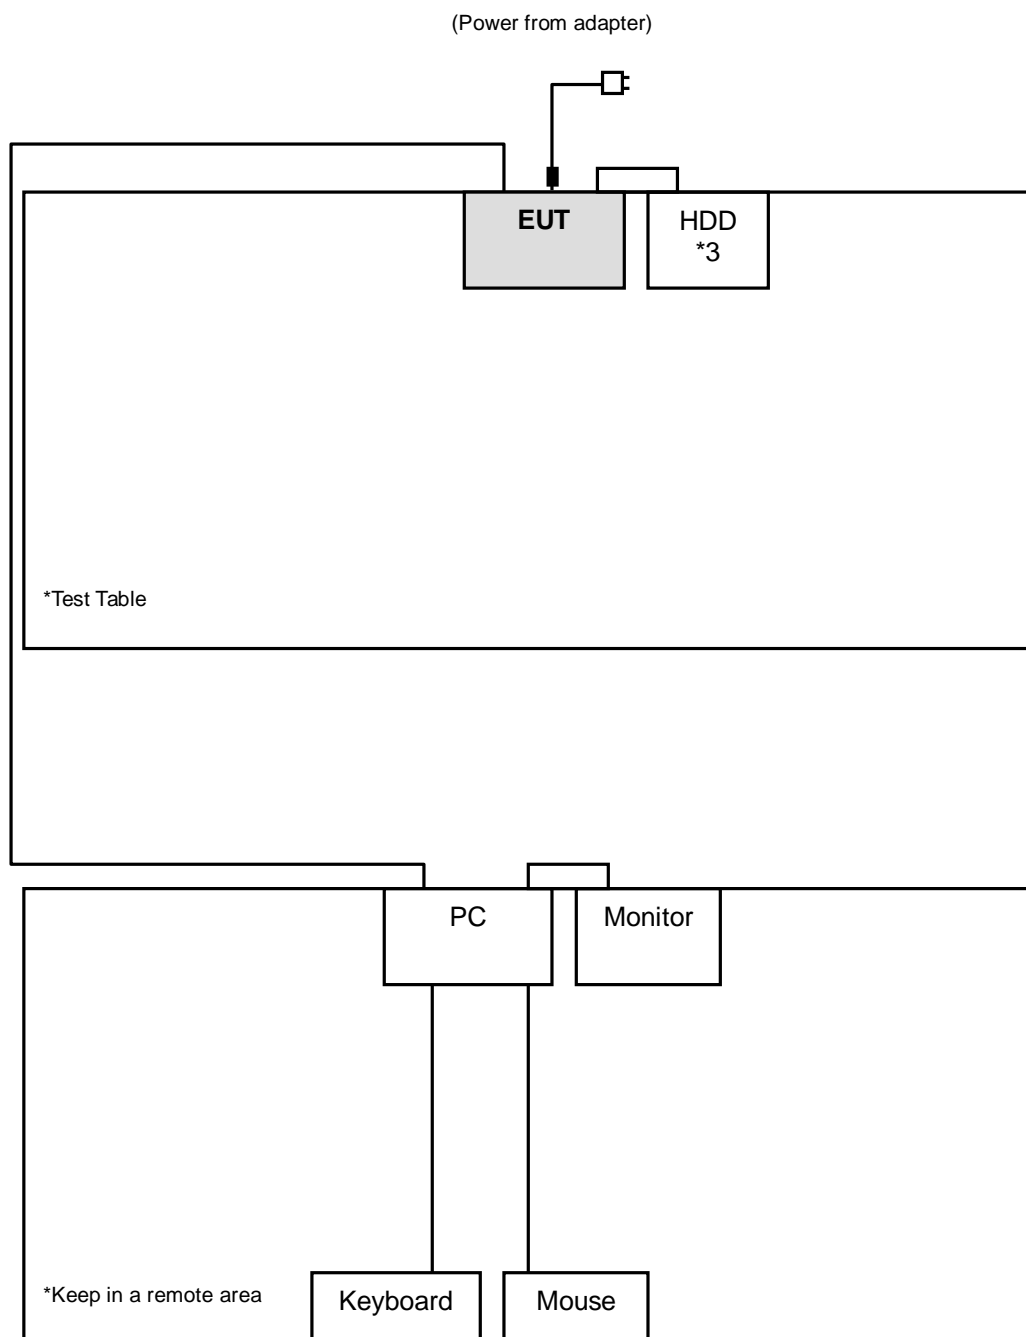 (Power from adapter)
EUT
HDD
*3
*Test Table
PC
Monitor
*Keep in a remote area
Keyboard
Mouse